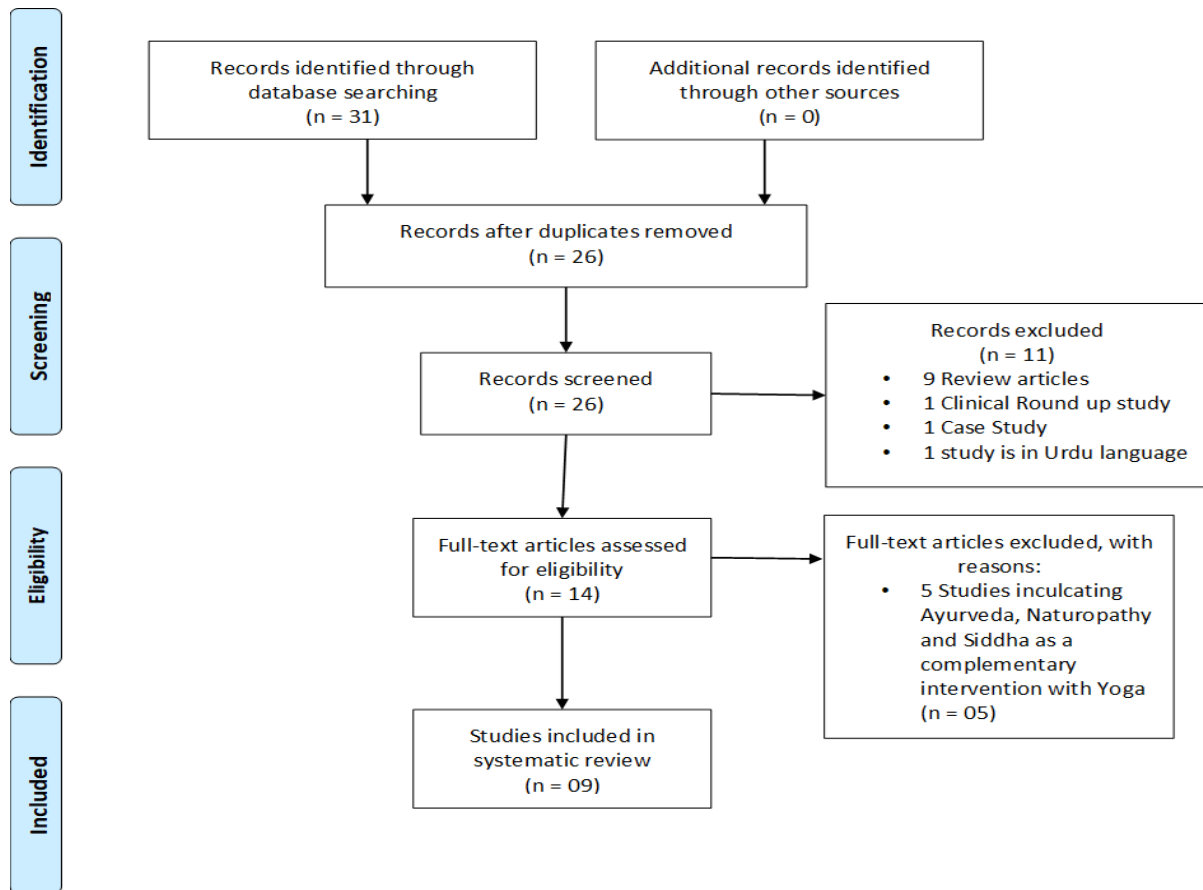 Identification
Records identified through
database searching
(n = 31)
Additional records identified
through other sources
(n = 0)
Records after duplicates removed
(n = 26)
Screening
Records screened
(n = 26)
Records excluded
(n = 11)
• 9 Review articles
• 1 Clinical Round up study
• 1 Case Study
• 1 study is in Urdu language
Eligibility
Full-text articles assessed
for eligibility
(n = 14)
Full-text articles excluded, with
reasons:
• 5 Studies inculcating
Ayurveda, Naturopathy
and Siddha as a
complementary
intervention with Yoga
(n = 05)
Included
Studies included in
systematic review
(n = 09)